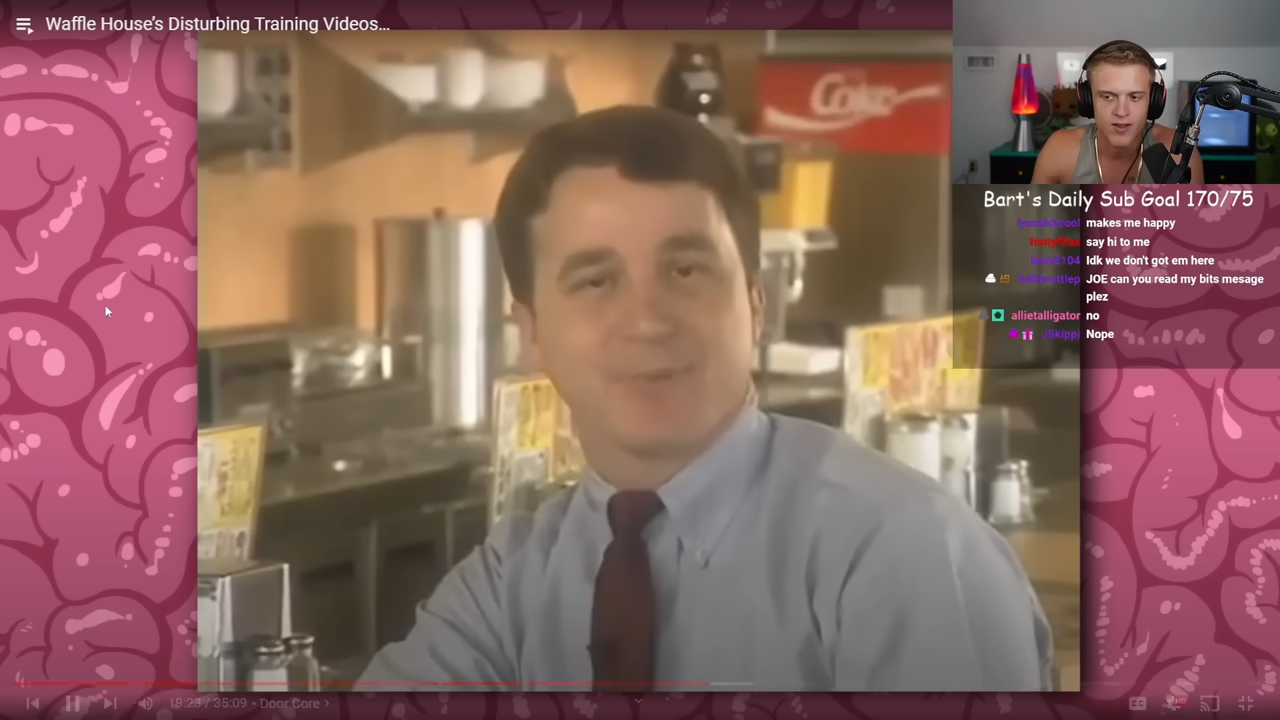 Waffle House's Disturbing Training Videos...
Coke
Bart's Daily Sub Goal 170/75
makes me happy
say hi to me
Idk we don't got em here
JOE can you read my bits mesage
plez
allietalligator no
JSkippi Nope
19:23 / 35:09 • Door Core >